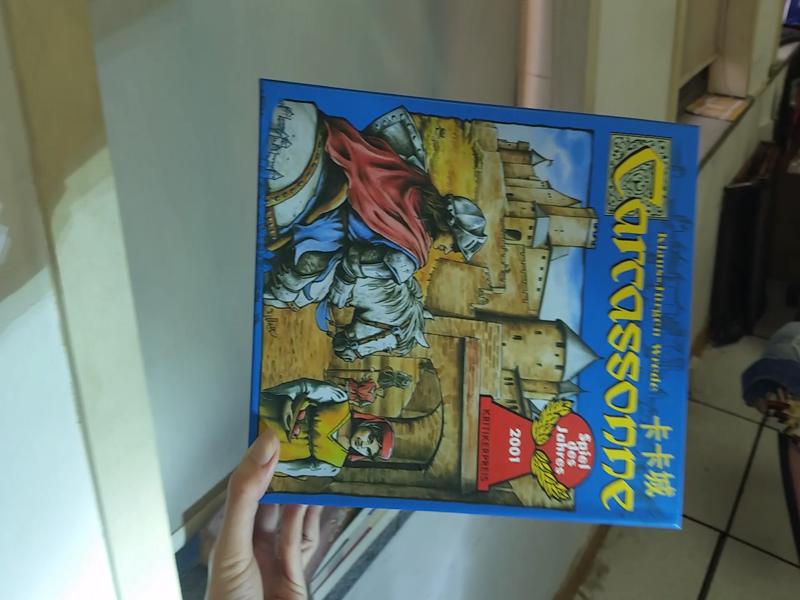 Klaus-Jürgen Wrede
卡卡城
Carcassonne
Spiel
des
Jahres
2001
KRITIKERPREIS